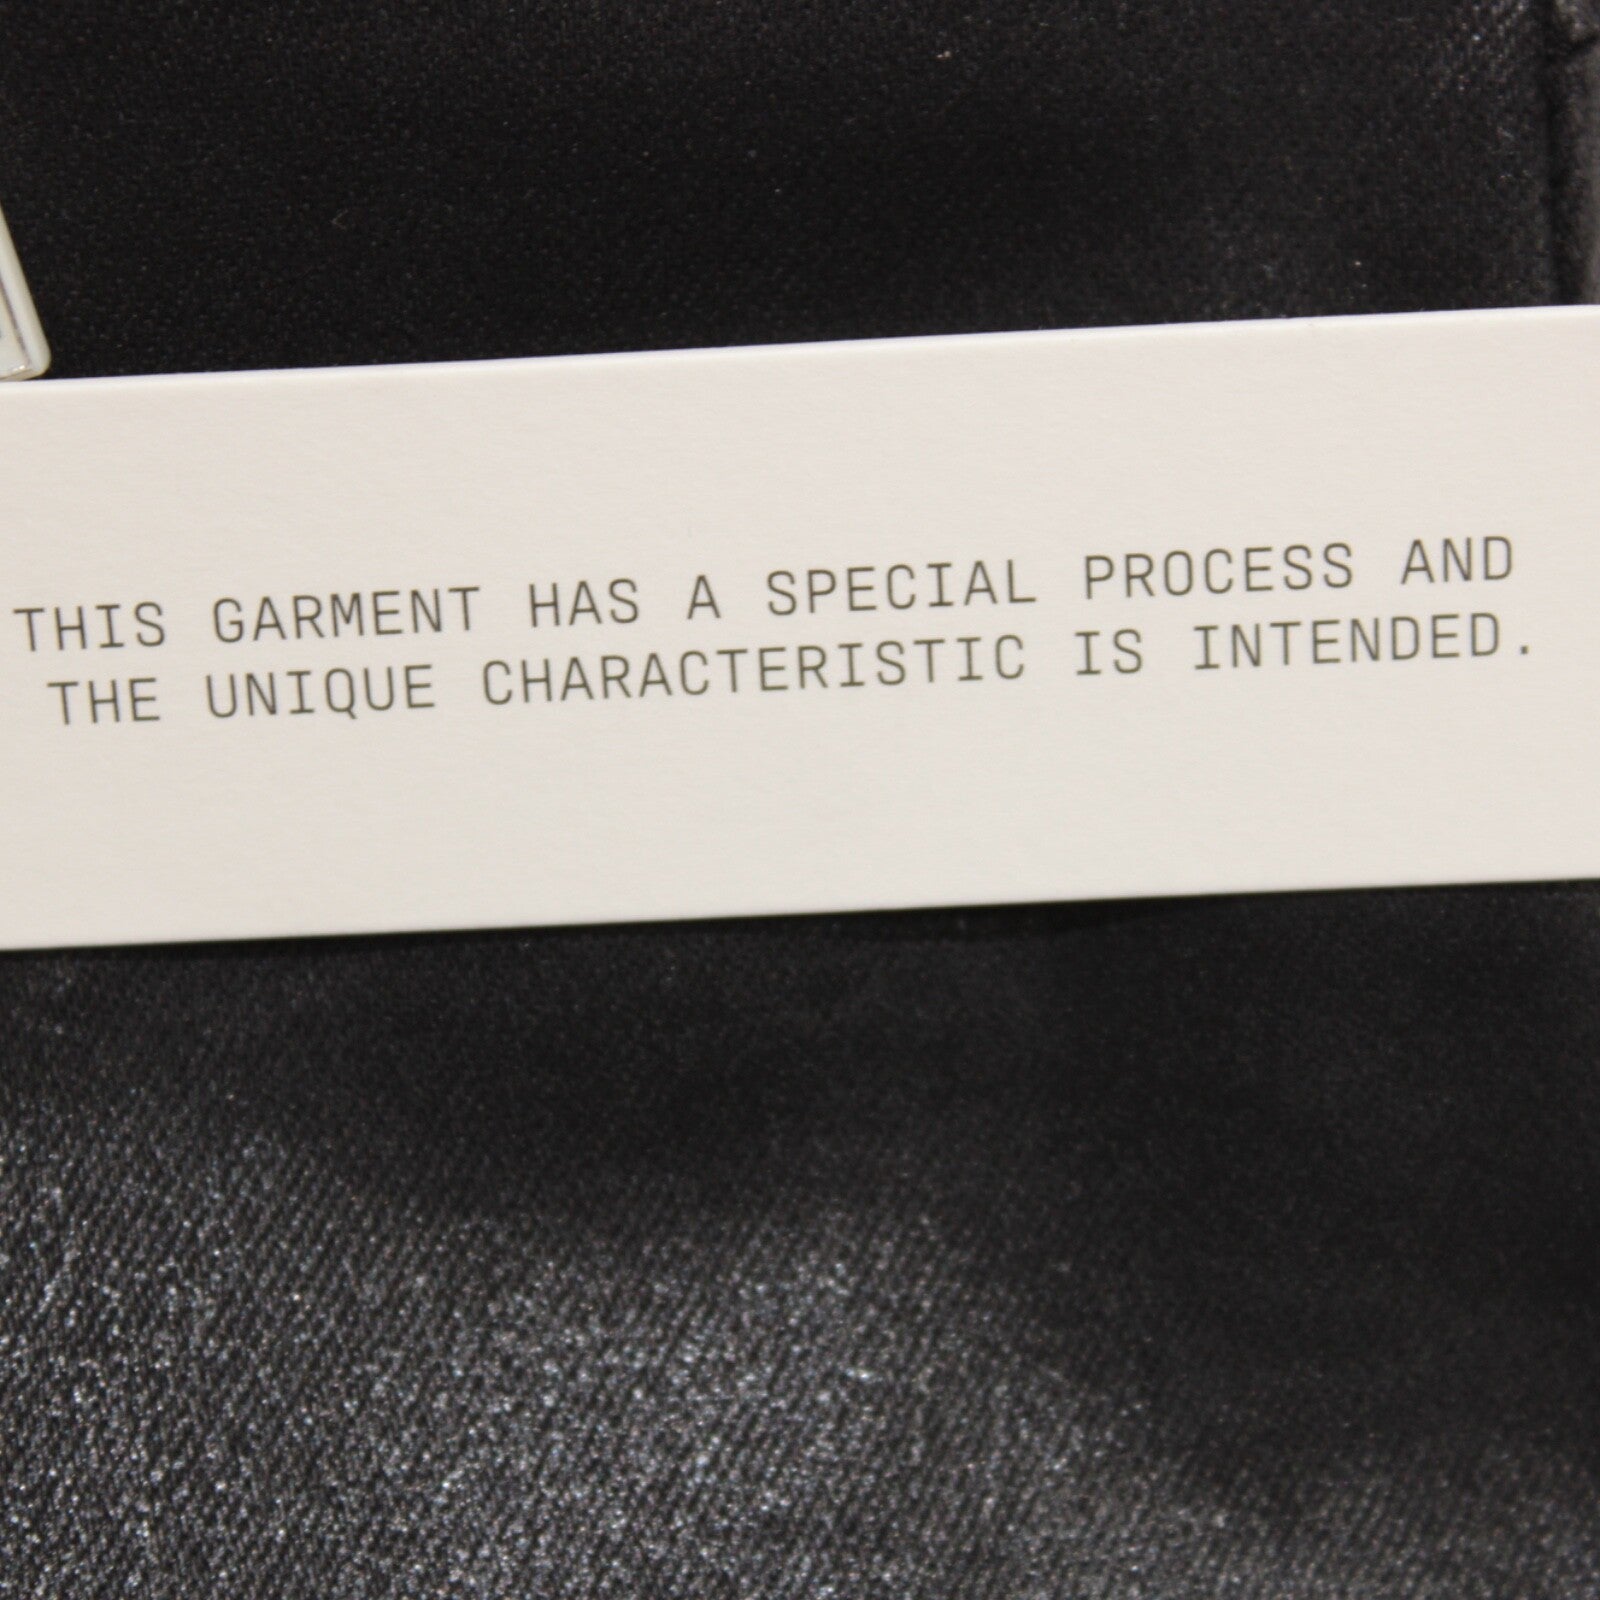 THIS GARMENT HAS A SPECIAL PROCESS AND
THE UNIQUE CHARACTERISTIC IS INTENDED.